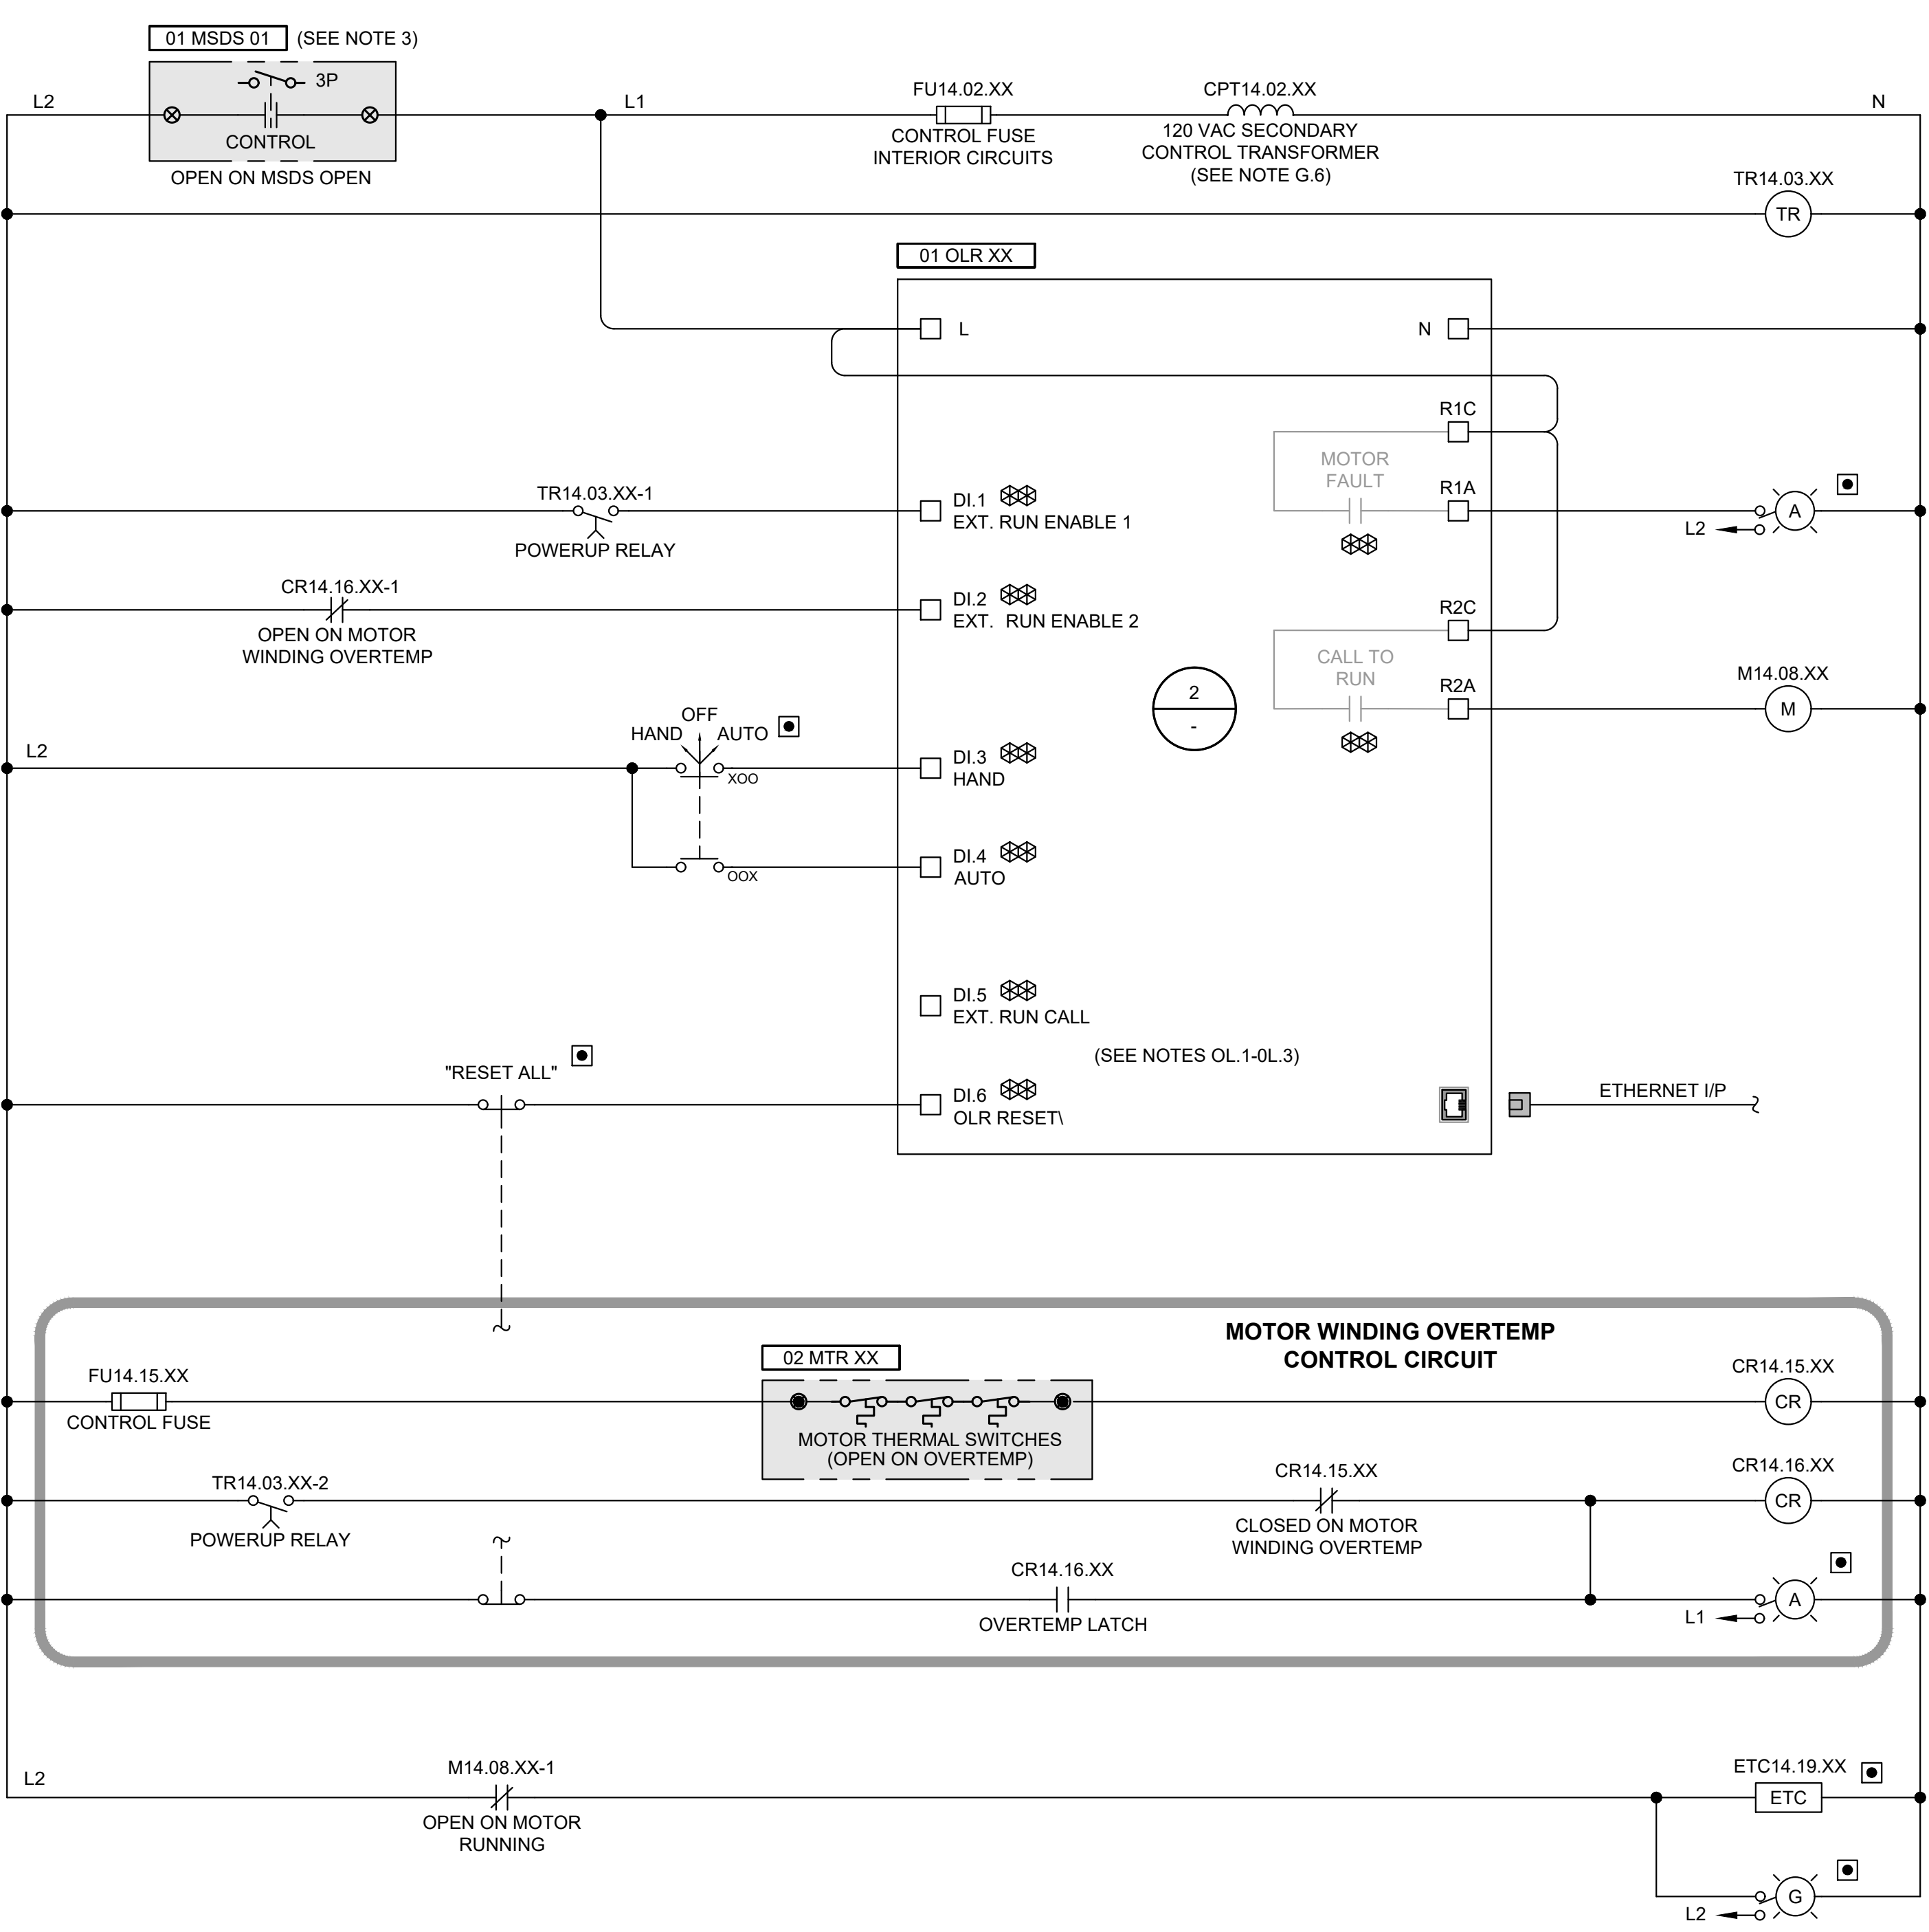 01 MSDS 01 (SEE NOTE 3)
3P
L2
L1
FU14.02.XX
CPT14.02.XX
N
CONTROL
CONTROL FUSE
INTERIOR CIRCUITS
120 VAC SECONDARY
CONTROL TRANSFORMER
(SEE NOTE G.6)
OPEN ON MSDS OPEN
TR14.03.XX
TR
01 OLR XX
L
N
R1C
MOTOR
FAULT
R1A
TR14.03.XX-1
POWERUP RELAY
DI.1
EXT. RUN ENABLE 1
A
L2
CR14.16.XX-1
OPEN ON MOTOR
WINDING OVERTEMP
DI.2
EXT. RUN ENABLE 2
R2C
CALL TO
RUN
R2A
M14.08.XX
M
2
-
OFF
HAND
AUTO
L2
XOO
DI.3
HAND
OOX
DI.4
AUTO
DI.5
EXT. RUN CALL
(SEE NOTES OL.1-0L.3)
"RESET ALL"
DI.6
OLR RESET\
ETHERNET I/P
MOTOR WINDING OVERTEMP
CONTROL CIRCUIT
02 MTR XX
FU14.15.XX
CONTROL FUSE
MOTOR THERMAL SWITCHES
(OPEN ON OVERTEMP)
CR14.15.XX
CR
TR14.03.XX-2
POWERUP RELAY
CR14.15.XX
CLOSED ON MOTOR
WINDING OVERTEMP
CR14.16.XX
CR
CR14.16.XX
OVERTEMP LATCH
A
L1
L2
M14.08.XX-1
OPEN ON MOTOR
RUNNING
ETC14.19.XX
ETC
G
L2